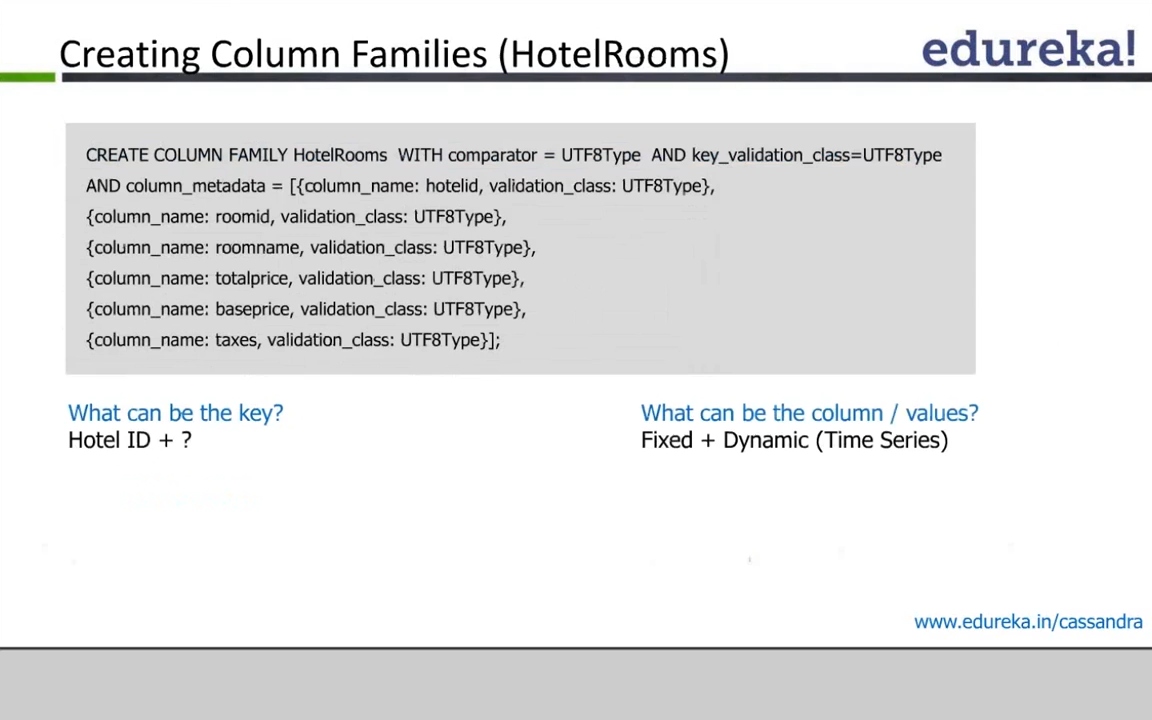 Creating Column Families (HotelRooms)
edureka!
CREATE COLUMN FAMILY HotelRooms WITH comparator = UTF8Type AND key_validation_class=UTF8Type
AND column_metadata = [{column_name: hotelid, validation_class: UTF8Type},
{column_name: roomid, validation_class: UTF8Type},
{column_name: roomname, validation_class: UTF8Type},
{column_name: totalprice, validation_class: UTF8Type},
{column_name: baseprice, validation_class: UTF8Type},
{column_name: taxes, validation_class: UTF8Type}];
What can be the key?
Hotel ID + ?
What can be the column / values?
Fixed + Dynamic (Time Series)
www.edureka.in/cassandra